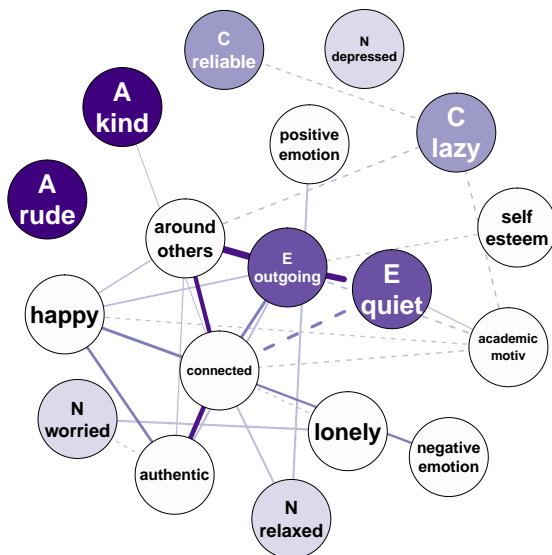 C
reliable
N
depressed
A
kind
C
lazy
positive
emotion
A
rude
self
esteem
around
others
E
outgoing
E
quiet
happy
academic
motiv
connected
N
worried
lonely
negative
emotion
authentic
N
relaxed